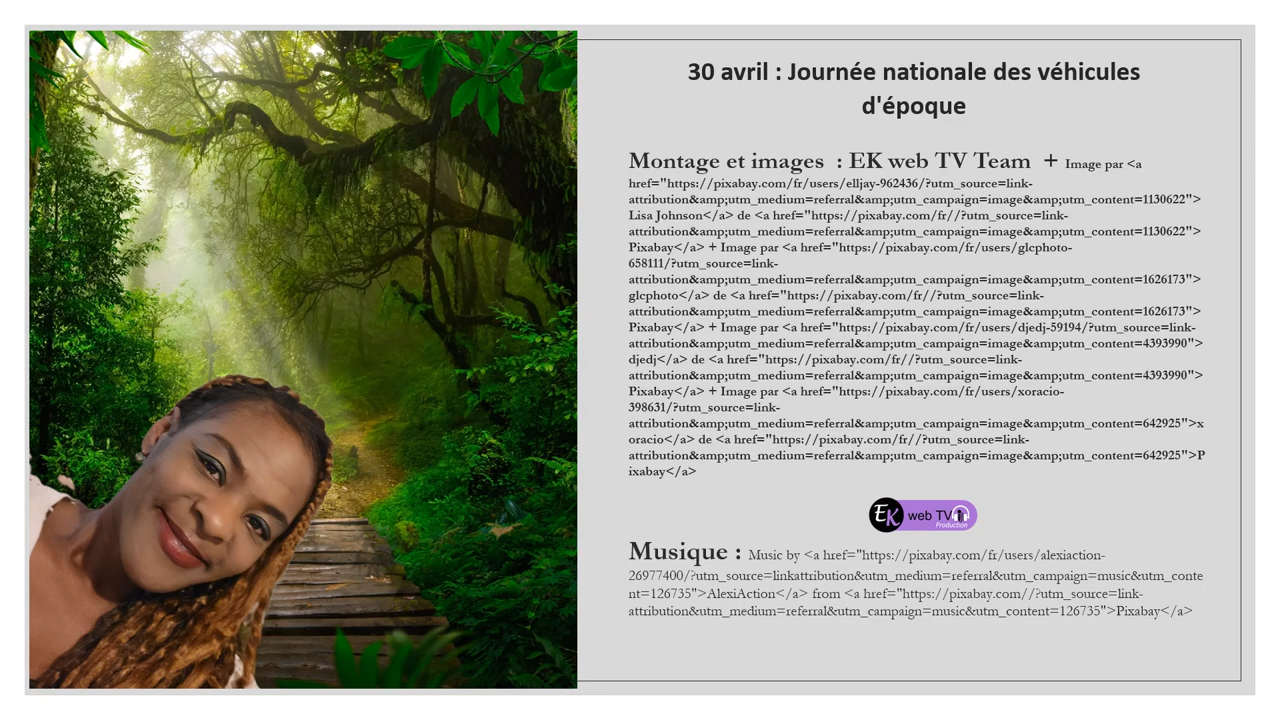 30 avril : Journée nationale des véhicules
d'époque
Montage et images : EK web TV Team + Image par <a
href="https://pixabay.com/fr/users/elljay-962436/?utm_source=link-
attribution&amp;utm_medium=referral&amp;utm_campaign=image&amp;utm_content=1130622">
Lisa Johnson</a> de <a href="https://pixabay.com/fr//?utm_source=link-
attribution&amp;utm_medium=referral&amp;utm_campaign=image&amp;utm_content=1130622">
Pixabay</a> + Image par <a href="https://pixabay.com/fr/users/glcphoto-
658111/?utm_source=link-
attribution&amp;utm_medium=referral&amp;utm_campaign=image&amp;utm_content=1626173">
glcphoto</a> de <a href="https://pixabay.com/fr//?utm_source=link-
attribution&amp;utm_medium=referral&amp;utm_campaign=image&amp;utm_content=1626173">
Pixabay</a> + Image par <a href="https://pixabay.com/fr/users/djedj-59194/?utm_source=link-
attribution&amp;utm_medium=referral&amp;utm_campaign=image&amp;utm_content=4393990">
djedj</a> de <a href="https://pixabay.com/fr//?utm_source=link-
attribution&amp;utm_medium=referral&amp;utm_campaign=image&amp;utm_content=4393990">
Pixabay</a> + Image par <a href="https://pixabay.com/fr/users/xoracio-
398631/?utm_source=link-
attribution&amp;utm_medium=referral&amp;utm_campaign=image&amp;utm_content=642925">x
oracio</a> de <a href="https://pixabay.com/fr//?utm_source=link-
attribution&amp;utm_medium=referral&amp;utm_campaign=image&amp;utm_content=642925">P
ixabay</a>
EK web TV
Production
Musique : Music by <a href="https://pixabay.com/fr/users/alexiaction-
26977400/?utm_source=linkattribution&utm_medium=referral&utm_campaign=music&utm_conte
nt=126735">AlexiAction</a> from <a href="https://pixabay.com//?utm_source=link-
attribution&utm_medium=referral&utm_campaign=music&utm_content=126735">Pixabay</a>